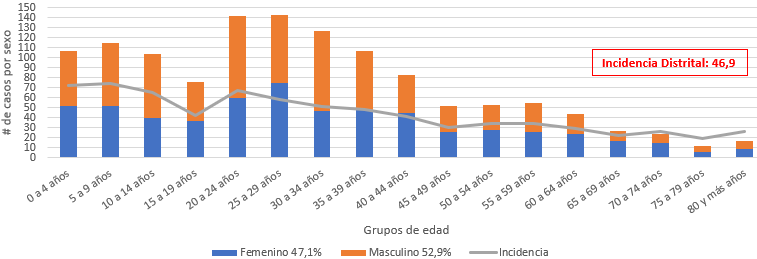 150
140
130
120
110
100
90
80
70
60
50
40
30
20
10
0
# de casos por sexo
Incidencia Distrital: 46,9
0 a 4 años
5 a 9 años
10 a 14 años
15 a 19 años
20 a 24 años
25 a 29 años
30 a 34 años
35 a 39 años
40 a 44 años
45 a 49 años
50 a 54 años
55 a 59 años
60 a 64 años
65 a 69 años
70 a 74 años
75 a 79 años
80 y más años
Grupos de edad
Femenino 47,1%
Masculino 52,9%
Incidencia